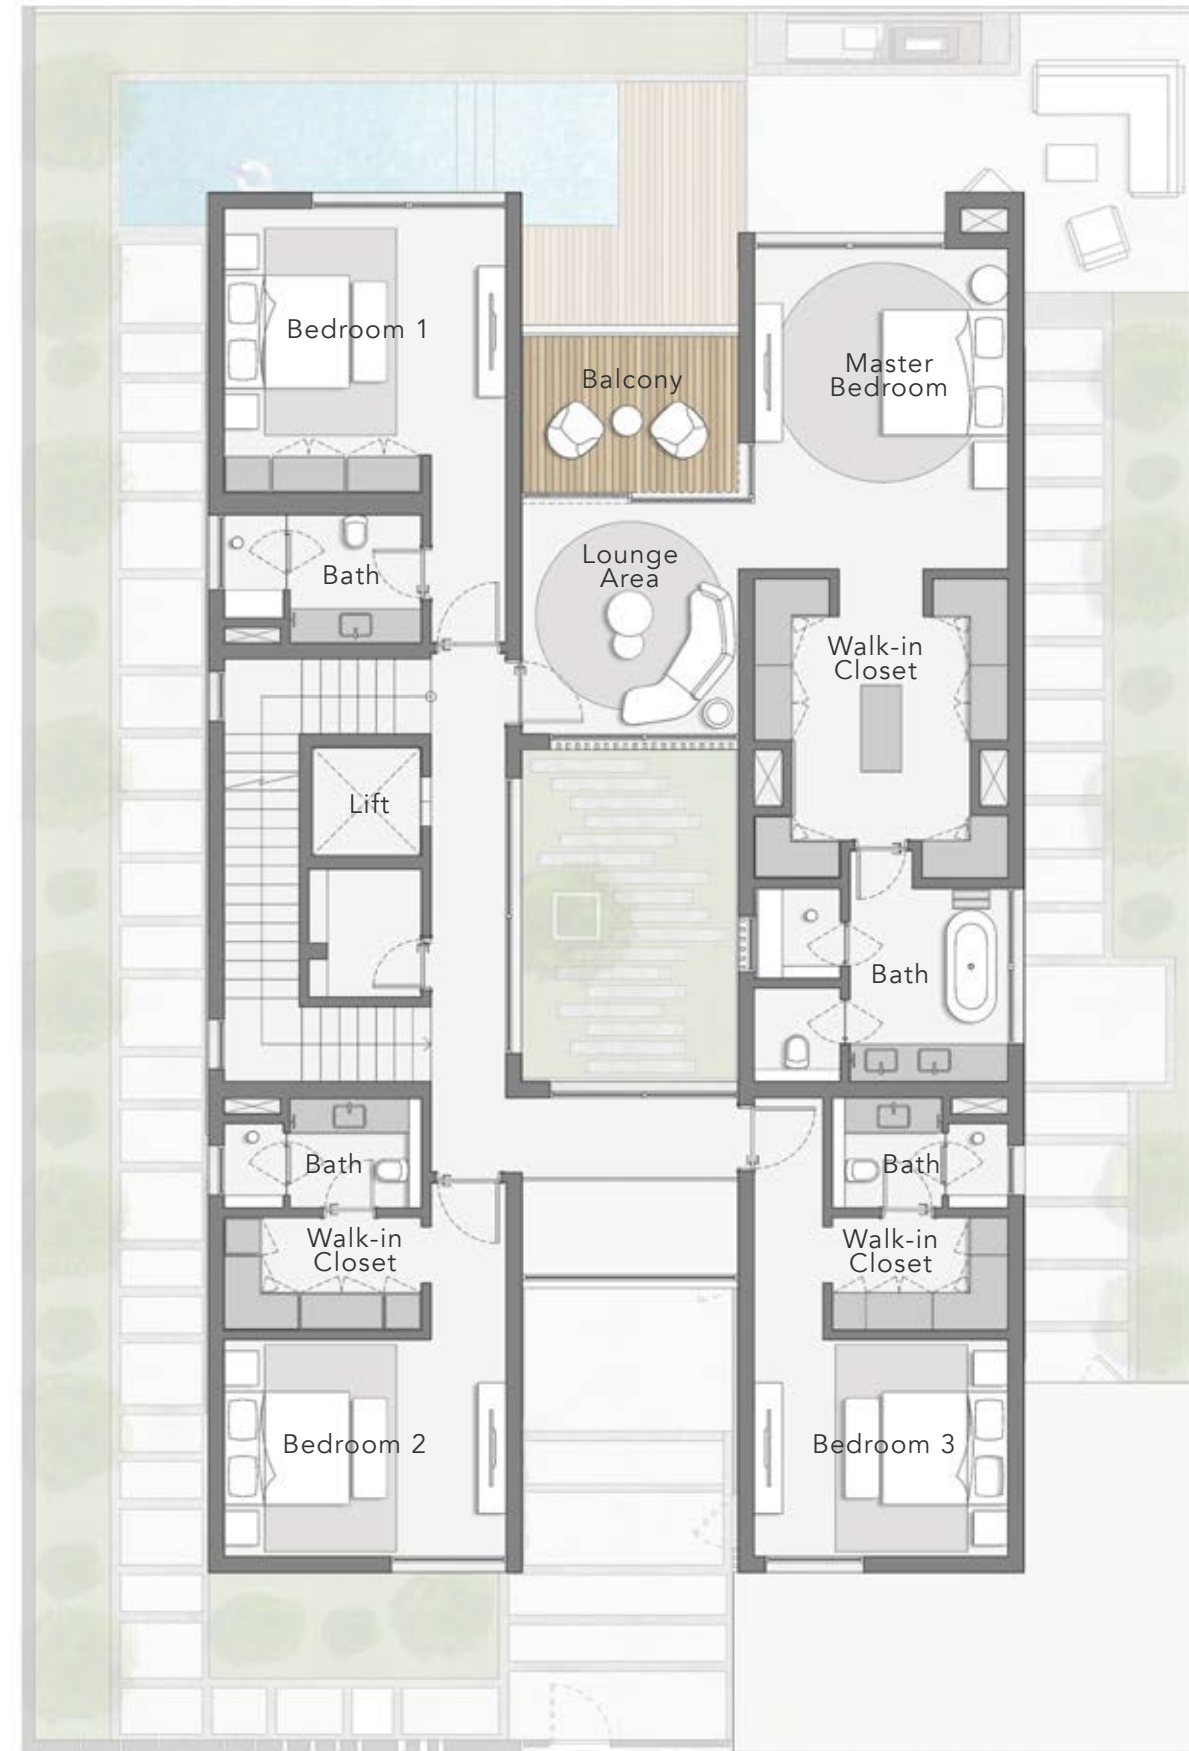 Bedroom 1
Balcony
Master
Bedroom
Lounge
Area
Bath
Walk-in
Closet
Lift
Bath
Bath
Bath
Walk-in
Closet
Walk-in
Closet
Bedroom 2
Bedroom 3